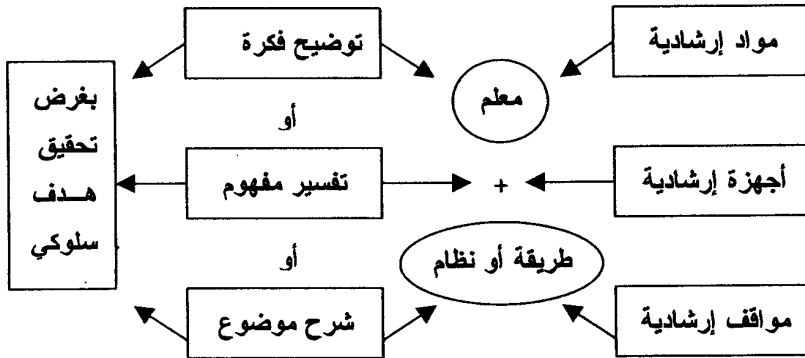 مواد إرشادية
معلم
توضيح فكرة
بغرض
تحقيق
هـدف
سلوكي
أو
أجهزة إرشادية
+
تفسير مفهوم
أو
طريقة أو نظام
مواقف إرشادية
شرح موضوع